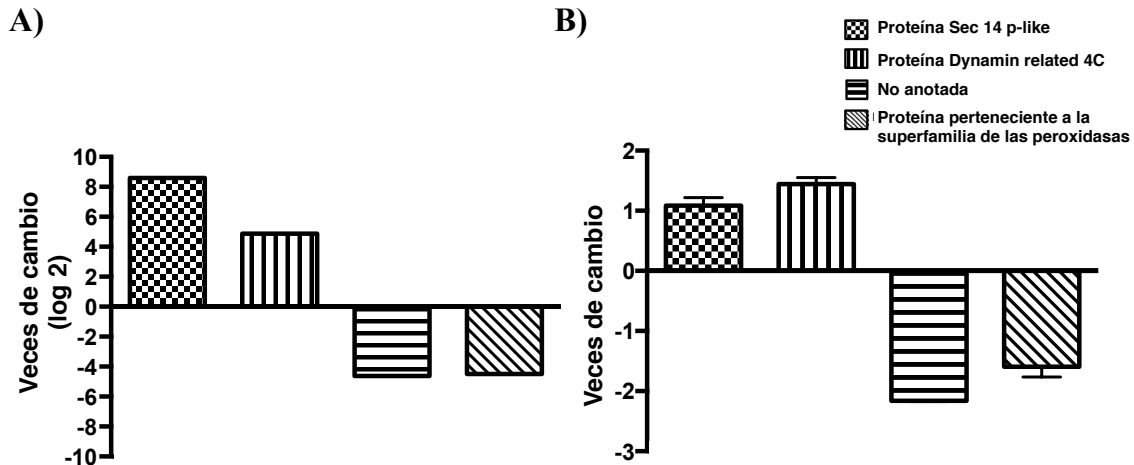 A)
B)
Proteína Sec 14 p-like
Proteína Dynamin related 4C
No anotada
Proteína perteneciente a la
superfamilia de las peroxidasas
Veces de cambio
(log 2)
10
8
6
4
2
0
-2
-4
-6
-8
-10
Veces de cambio
2
1
0
-1
-2
-3